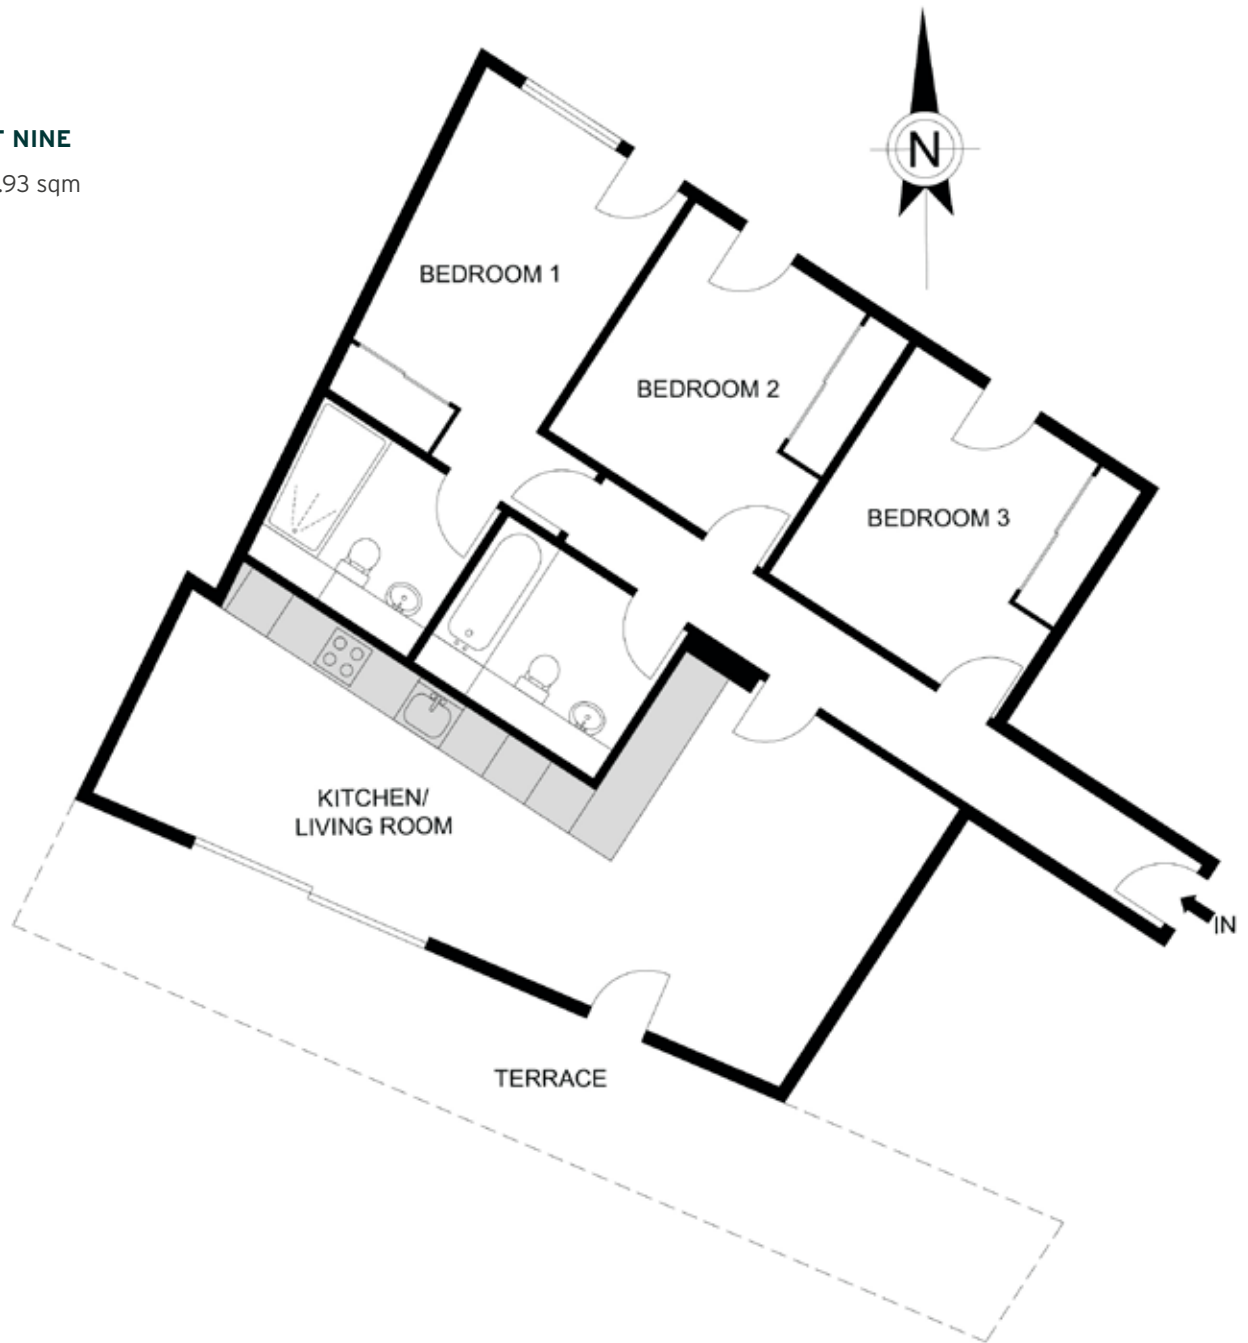 T NINE
.93 sqm
N
BEDROOM 1
BEDROOM 2
BEDROOM 3
KITCHEN/
LIVING ROOM
IN
TERRACE